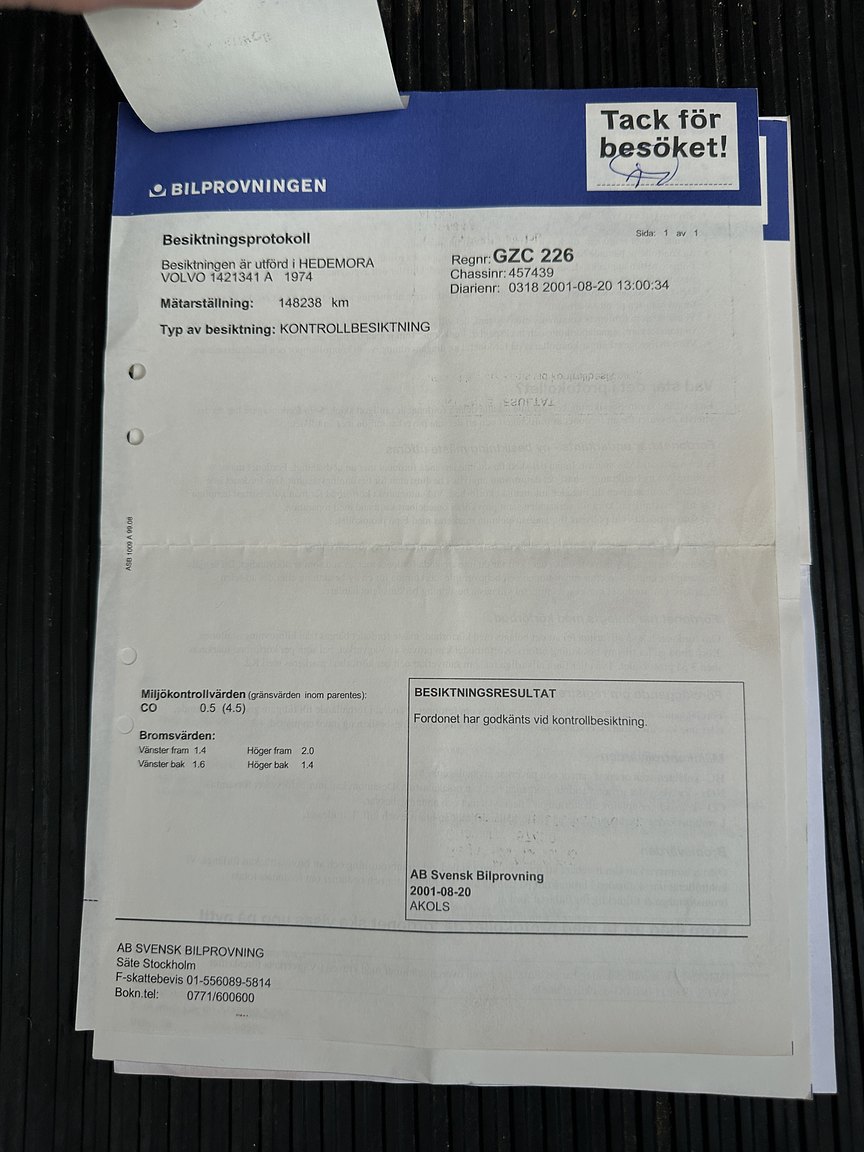 Tack för
besöket!
BILPROVNINGEN
Sida: 1 av 1
Besiktningsprotokoll
Besiktningen är utförd i HEDEMORA
VOLVO 1421341 A 1974
Mätarställning: 148238 km
Typ av besiktning: KONTROLLBESIKTNING
Regnr: GZC 226
Chassinr: 457439
Diarienr: 0318 2001-08-20 13:00:34
ASB 1009 A 99.08
Miljökontrollvärden (gränsvärden inom parentes):
CO 0.5 (4.5)
Bromsvärden:
Vänster fram 1.4 Höger fram 2.0
Vänster bak 1.6 Höger bak 1.4
BESIKTNINGSRESULTAT
Fordonet har godkänts vid kontrollbesiktning.
AB Svensk Bilprovning
2001-08-20
AKOLS
AB SVENSK BILPROVNING
Säte Stockholm
F-skattebevis 01-556089-5814
Bokn.tel: 0771/600600